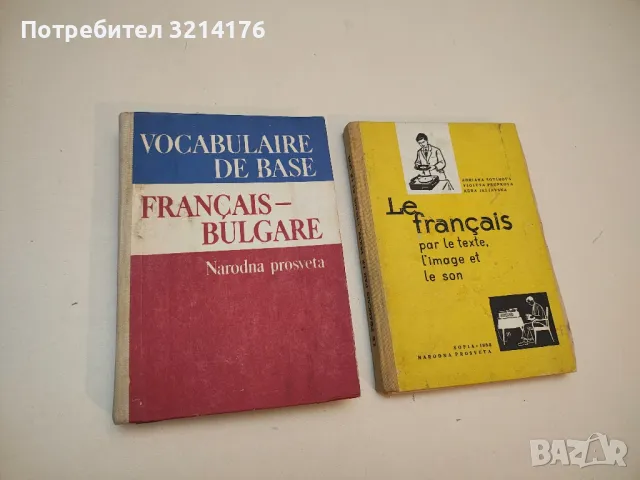 Потребител 3214176
VOCABULAIRE
DE BASE
FRANÇAIS–
BULGARE
Narodna prosveta
Le
français
par le texte,
l'image et
le son
NARODNA PROSVETA
BAZAR